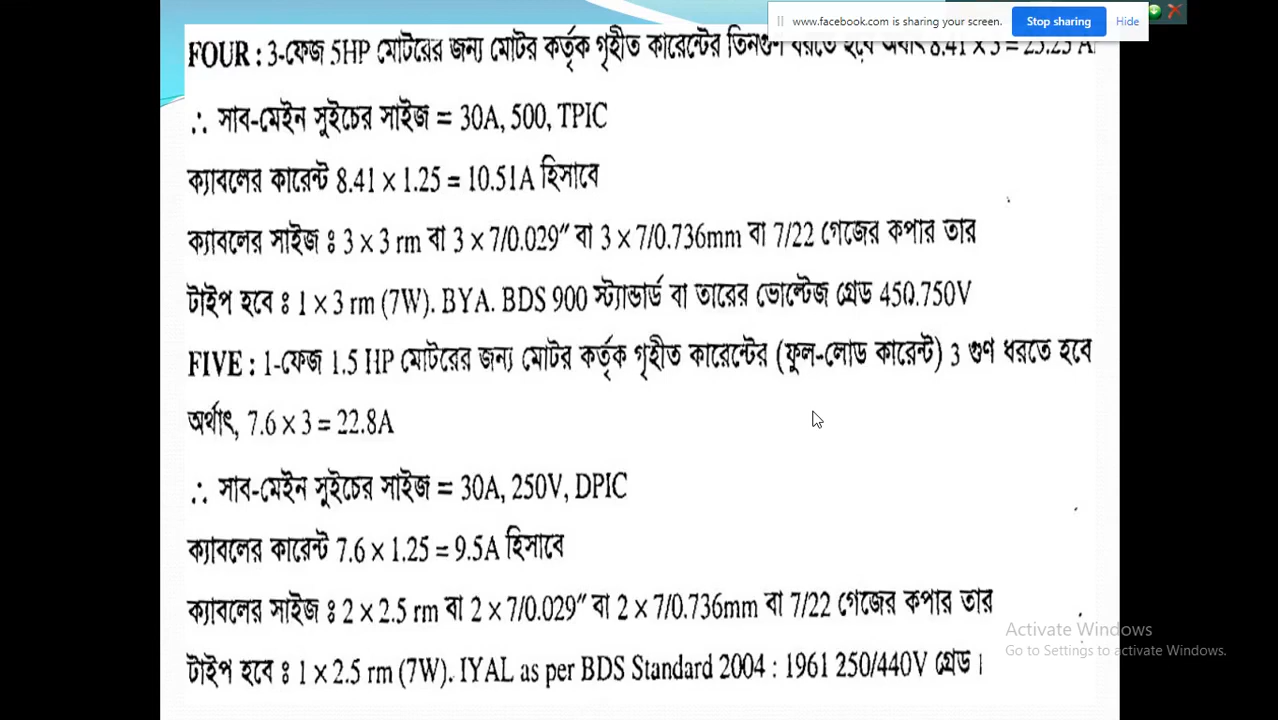 www.facebook.com is sharing your screen. Stop sharing Hide
FOUR : 3-ফেজ 5HP মোটরের জন্য মোটর কর্তৃক গৃহীত কারেন্টের তিনগুণ ধরতে হবে অর্থাৎ 8.41 × 3 = 25.23 A
∴ সাব-মেইন সুইচের সাইজ = 30A, 500, TPIC
ক্যাবলের কারেন্ট 8.41 × 1.25 = 10.51A হিসাবে
ক্যাবলের সাইজ ঃ 3 × 3 rm বা 3 × 7/0.029″ বা 3 × 7/0.736mm বা 7/22 গেজের কপার তার
টাইপ হবে ঃ 1 × 3 rm (7W). BYA. BDS 900 স্ট্যান্ডার্ড বা তারের ভোল্টেজ গ্রেড 450.750V
FIVE : 1-ফেজ 1.5 HP মোটরের জন্য মোটর কর্তৃক গৃহীত কারেন্টের (ফুল-লোড কারেন্ট) 3 গুণ ধরতে হবে
অর্থাৎ, 7.6 × 3 = 22.8A
∴ সাব-মেইন সুইচের সাইজ = 30A, 250V, DPIC
ক্যাবলের কারেন্ট 7.6 × 1.25 = 9.5A হিসাবে
ক্যাবলের সাইজ ঃ 2 × 2.5 rm বা 2 × 7/0.029″ বা 2 × 7/0.736mm বা 7/22 গেজের কপার তার
টাইপ হবে ঃ 1 × 2.5 rm (7W). IYAL as per BDS Standard 2004 : 1961 250/440V গ্রেড।
Activate Windows
Go to Settings to activate Windows.